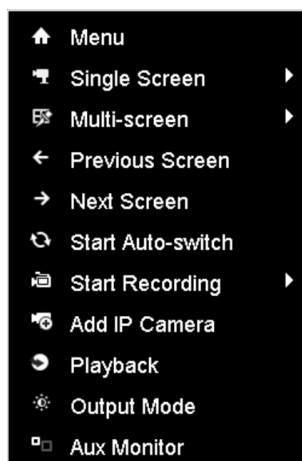 Menu
Single Screen
Multi-screen
Previous Screen
Next Screen
Start Auto-switch
Start Recording
Add IP Camera
Playback
Output Mode
Aux Monitor